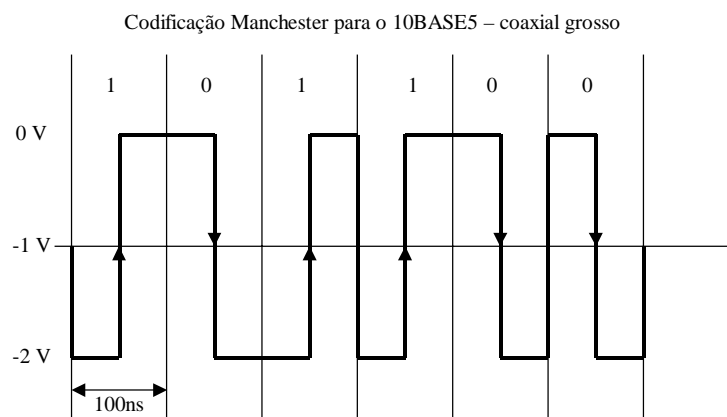 Codificação Manchester para o 10BASE5 – coaxial grosso
1 0 1 1 0 0
0 V
-1 V
-2 V
100ns